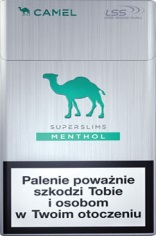 CAMEL LSS
SUPERSLIMS
MENTHOL
Palenie poważnie
szkodzi Tobie
i osobom
w Twoim otoczeniu